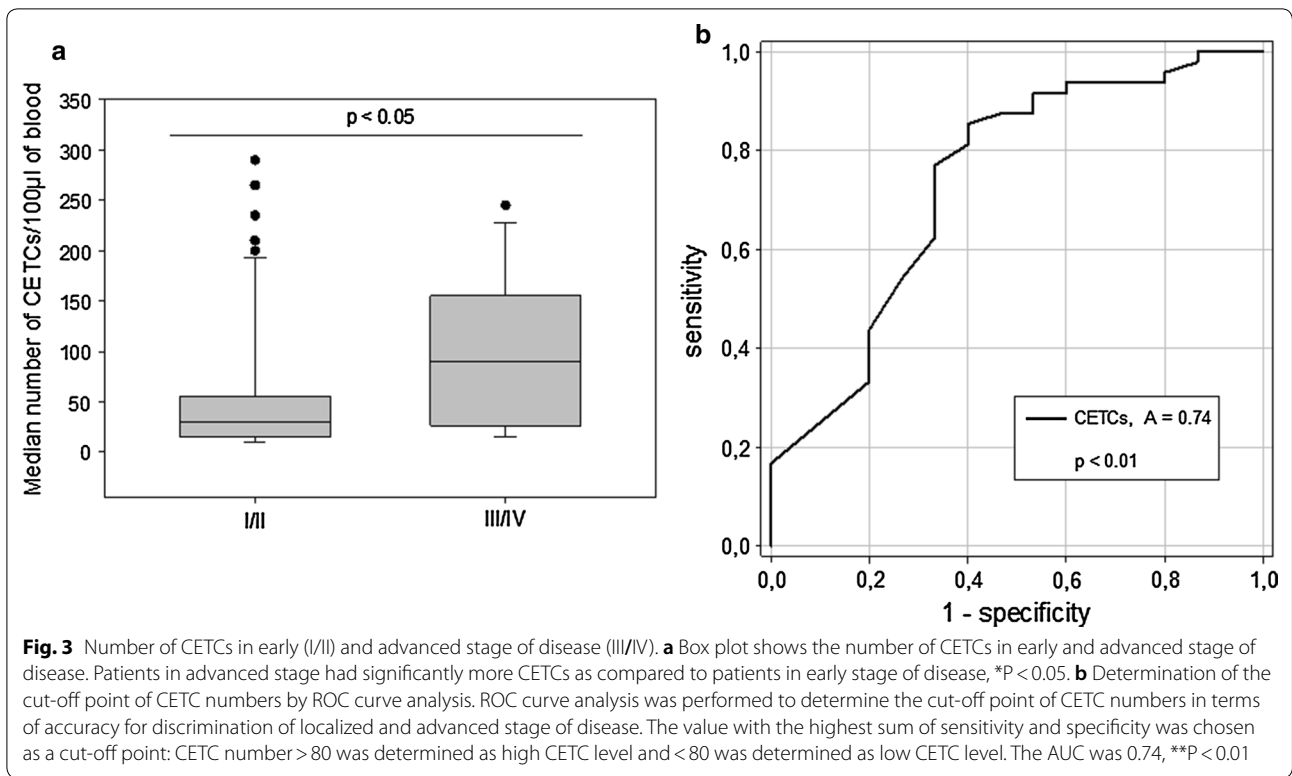 a
Median number of CETCs/100µl of blood
350
300
250
200
150
100
50
0
p < 0.05
I/II
III/IV
b
sensitivity
1,0
0,8
0,6
0,4
0,2
0,0
CETCs, A = 0.74
p < 0.01
0,0 0,2 0,4 0,6 0,8 1,0
1 - specificity
Fig. 3 Number of CETCs in early (I/II) and advanced stage of disease (III/IV). a Box plot shows the number of CETCs in early and advanced stage of
disease. Patients in advanced stage had significantly more CETCs as compared to patients in early stage of disease, *P < 0.05. b Determination of the
cut-off point of CETC numbers by ROC curve analysis. ROC curve analysis was performed to determine the cut-off point of CETC numbers in terms
of accuracy for discrimination of localized and advanced stage of disease. The value with the highest sum of sensitivity and specificity was chosen
as a cut-off point: CETC number > 80 was determined as high CETC level and < 80 was determined as low CETC level. The AUC was 0.74, **P < 0.01